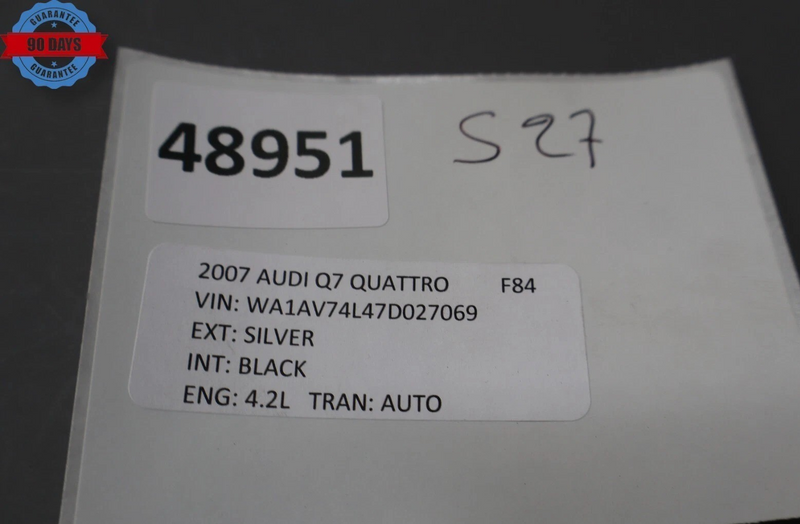 GUARANTEE
90 DAYS
GUARANTEE
48951
S 27
2007 AUDI Q7 QUATTRO F84
VIN: WA1AV74L47D027069
EXT: SILVER
INT: BLACK
ENG: 4.2L TRAN: AUTO